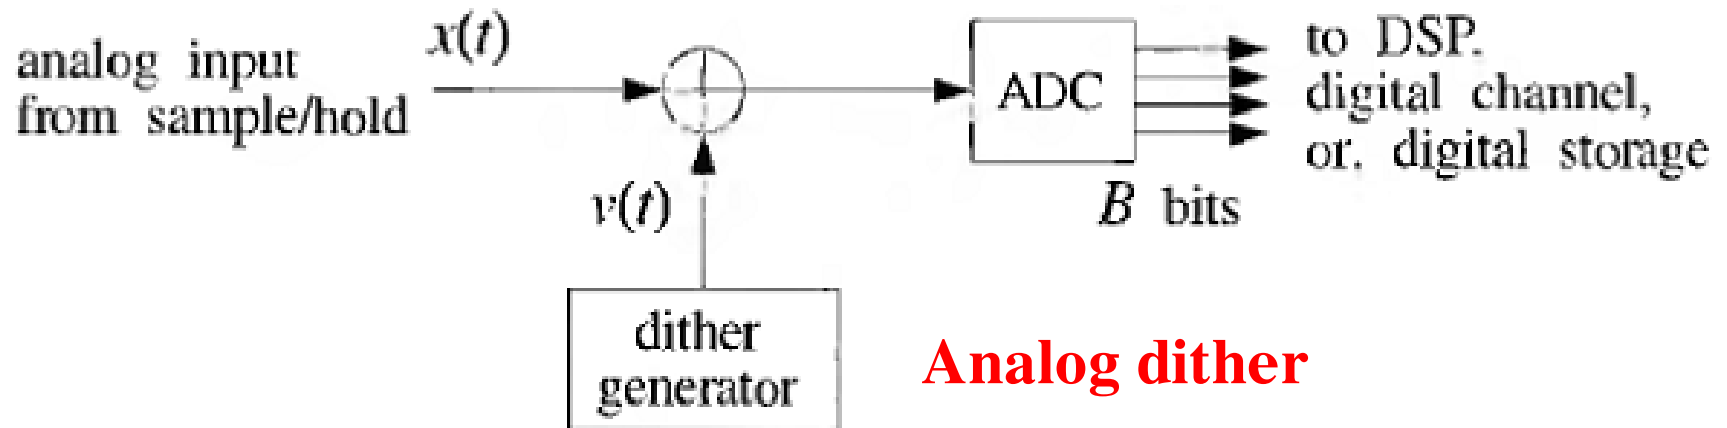 analog input
from sample/hold
x(t)
v(t)
dither
generator
ADC
B bits
to DSP.
digital channel,
or. digital storage
Analog dither